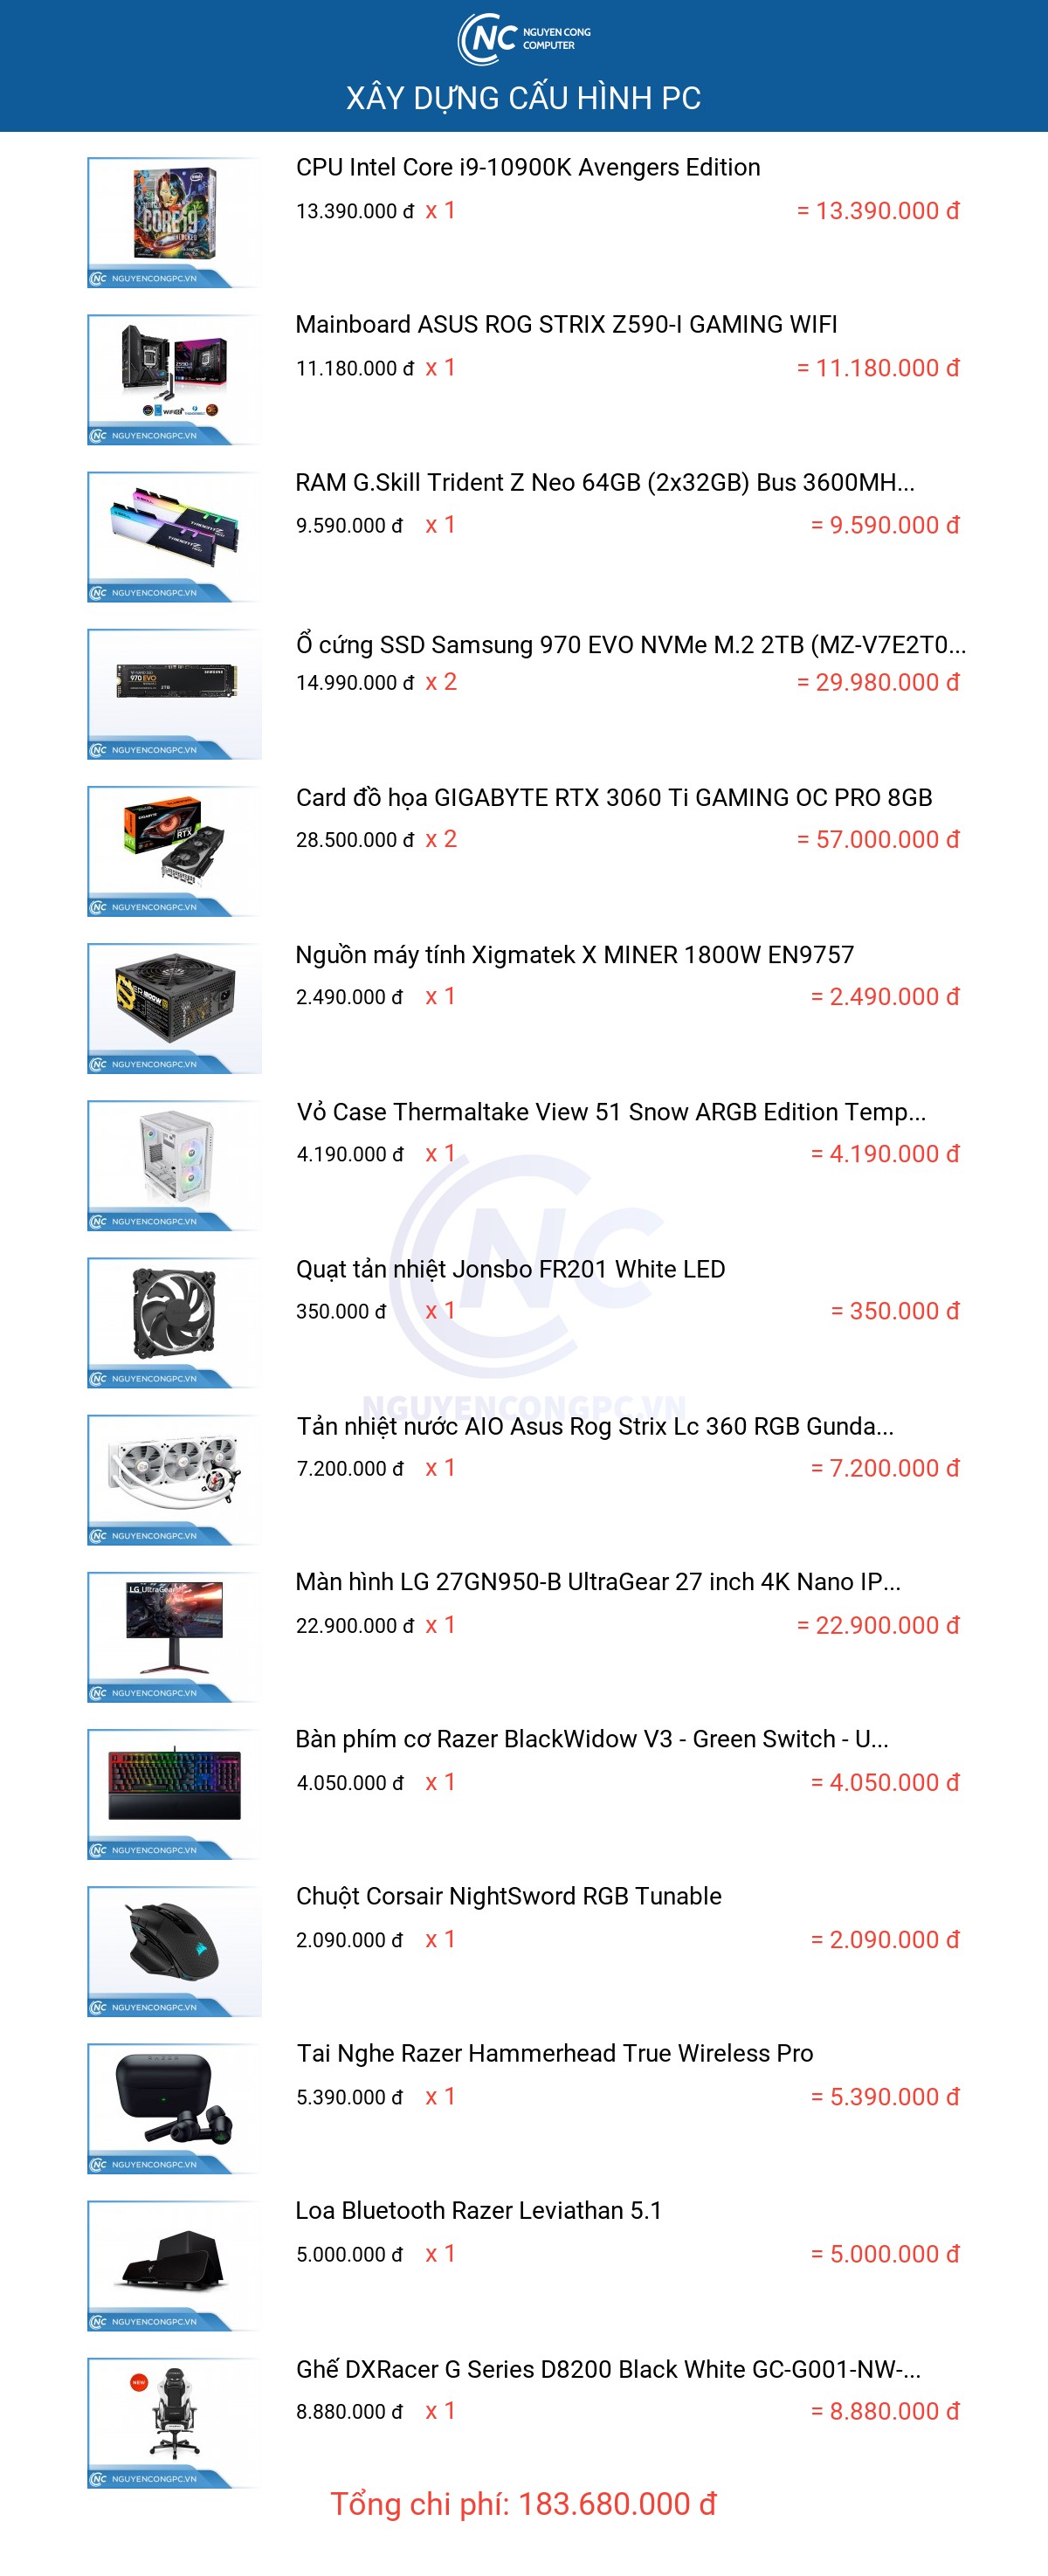 NC NGUYEN CONG
COMPUTER
XÂY DỰNG CẤU HÌNH PC
CPU Intel Core i9-10900K Avengers Edition
13.390.000 đ x 1 = 13.390.000 đ
NC NGUYENCONGPC.VN
Mainboard ASUS ROG STRIX Z590-I GAMING WIFI
11.180.000 đ x 1 = 11.180.000 đ
NC NGUYENCONGPC.VN
RAM G.Skill Trident Z Neo 64GB (2x32GB) Bus 3600MH...
9.590.000 đ x 1 = 9.590.000 đ
NC NGUYENCONGPC.VN
Ổ cứng SSD Samsung 970 EVO NVMe M.2 2TB (MZ-V7E2T0...
14.990.000 đ x 2 = 29.980.000 đ
NC NGUYENCONGPC.VN
Card đồ họa GIGABYTE RTX 3060 Ti GAMING OC PRO 8GB
28.500.000 đ x 2 = 57.000.000 đ
NC NGUYENCONGPC.VN
Nguồn máy tính Xigmatek X MINER 1800W EN9757
2.490.000 đ x 1 = 2.490.000 đ
NC NGUYENCONGPC.VN
Vỏ Case Thermaltake View 51 Snow ARGB Edition Temp...
4.190.000 đ x 1 = 4.190.000 đ
NC NGUYENCONGPC.VN
NC
Quạt tản nhiệt Jonsbo FR201 White LED
350.000 đ x 1 = 350.000 đ
NC NGUYENCONGPC.VN
NGUYENCONGPC.VN
Tản nhiệt nước AIO Asus Rog Strix Lc 360 RGB Gunda...
7.200.000 đ x 1 = 7.200.000 đ
NC NGUYENCONGPC.VN
Màn hình LG 27GN950-B UltraGear 27 inch 4K Nano IP...
22.900.000 đ x 1 = 22.900.000 đ
LG UltraGear
NC NGUYENCONGPC.VN
Bàn phím cơ Razer BlackWidow V3 - Green Switch - U...
4.050.000 đ x 1 = 4.050.000 đ
NC NGUYENCONGPC.VN
Chuột Corsair NightSword RGB Tunable
2.090.000 đ x 1 = 2.090.000 đ
NC NGUYENCONGPC.VN
Tai Nghe Razer Hammerhead True Wireless Pro
5.390.000 đ x 1 = 5.390.000 đ
NC NGUYENCONGPC.VN
Loa Bluetooth Razer Leviathan 5.1
5.000.000 đ x 1 = 5.000.000 đ
NC NGUYENCONGPC.VN
Ghế DXRacer G Series D8200 Black White GC-G001-NW-...
NEW
8.880.000 đ x 1 = 8.880.000 đ
NC NGUYENCONGPC.VN
Tổng chi phí: 183.680.000 đ